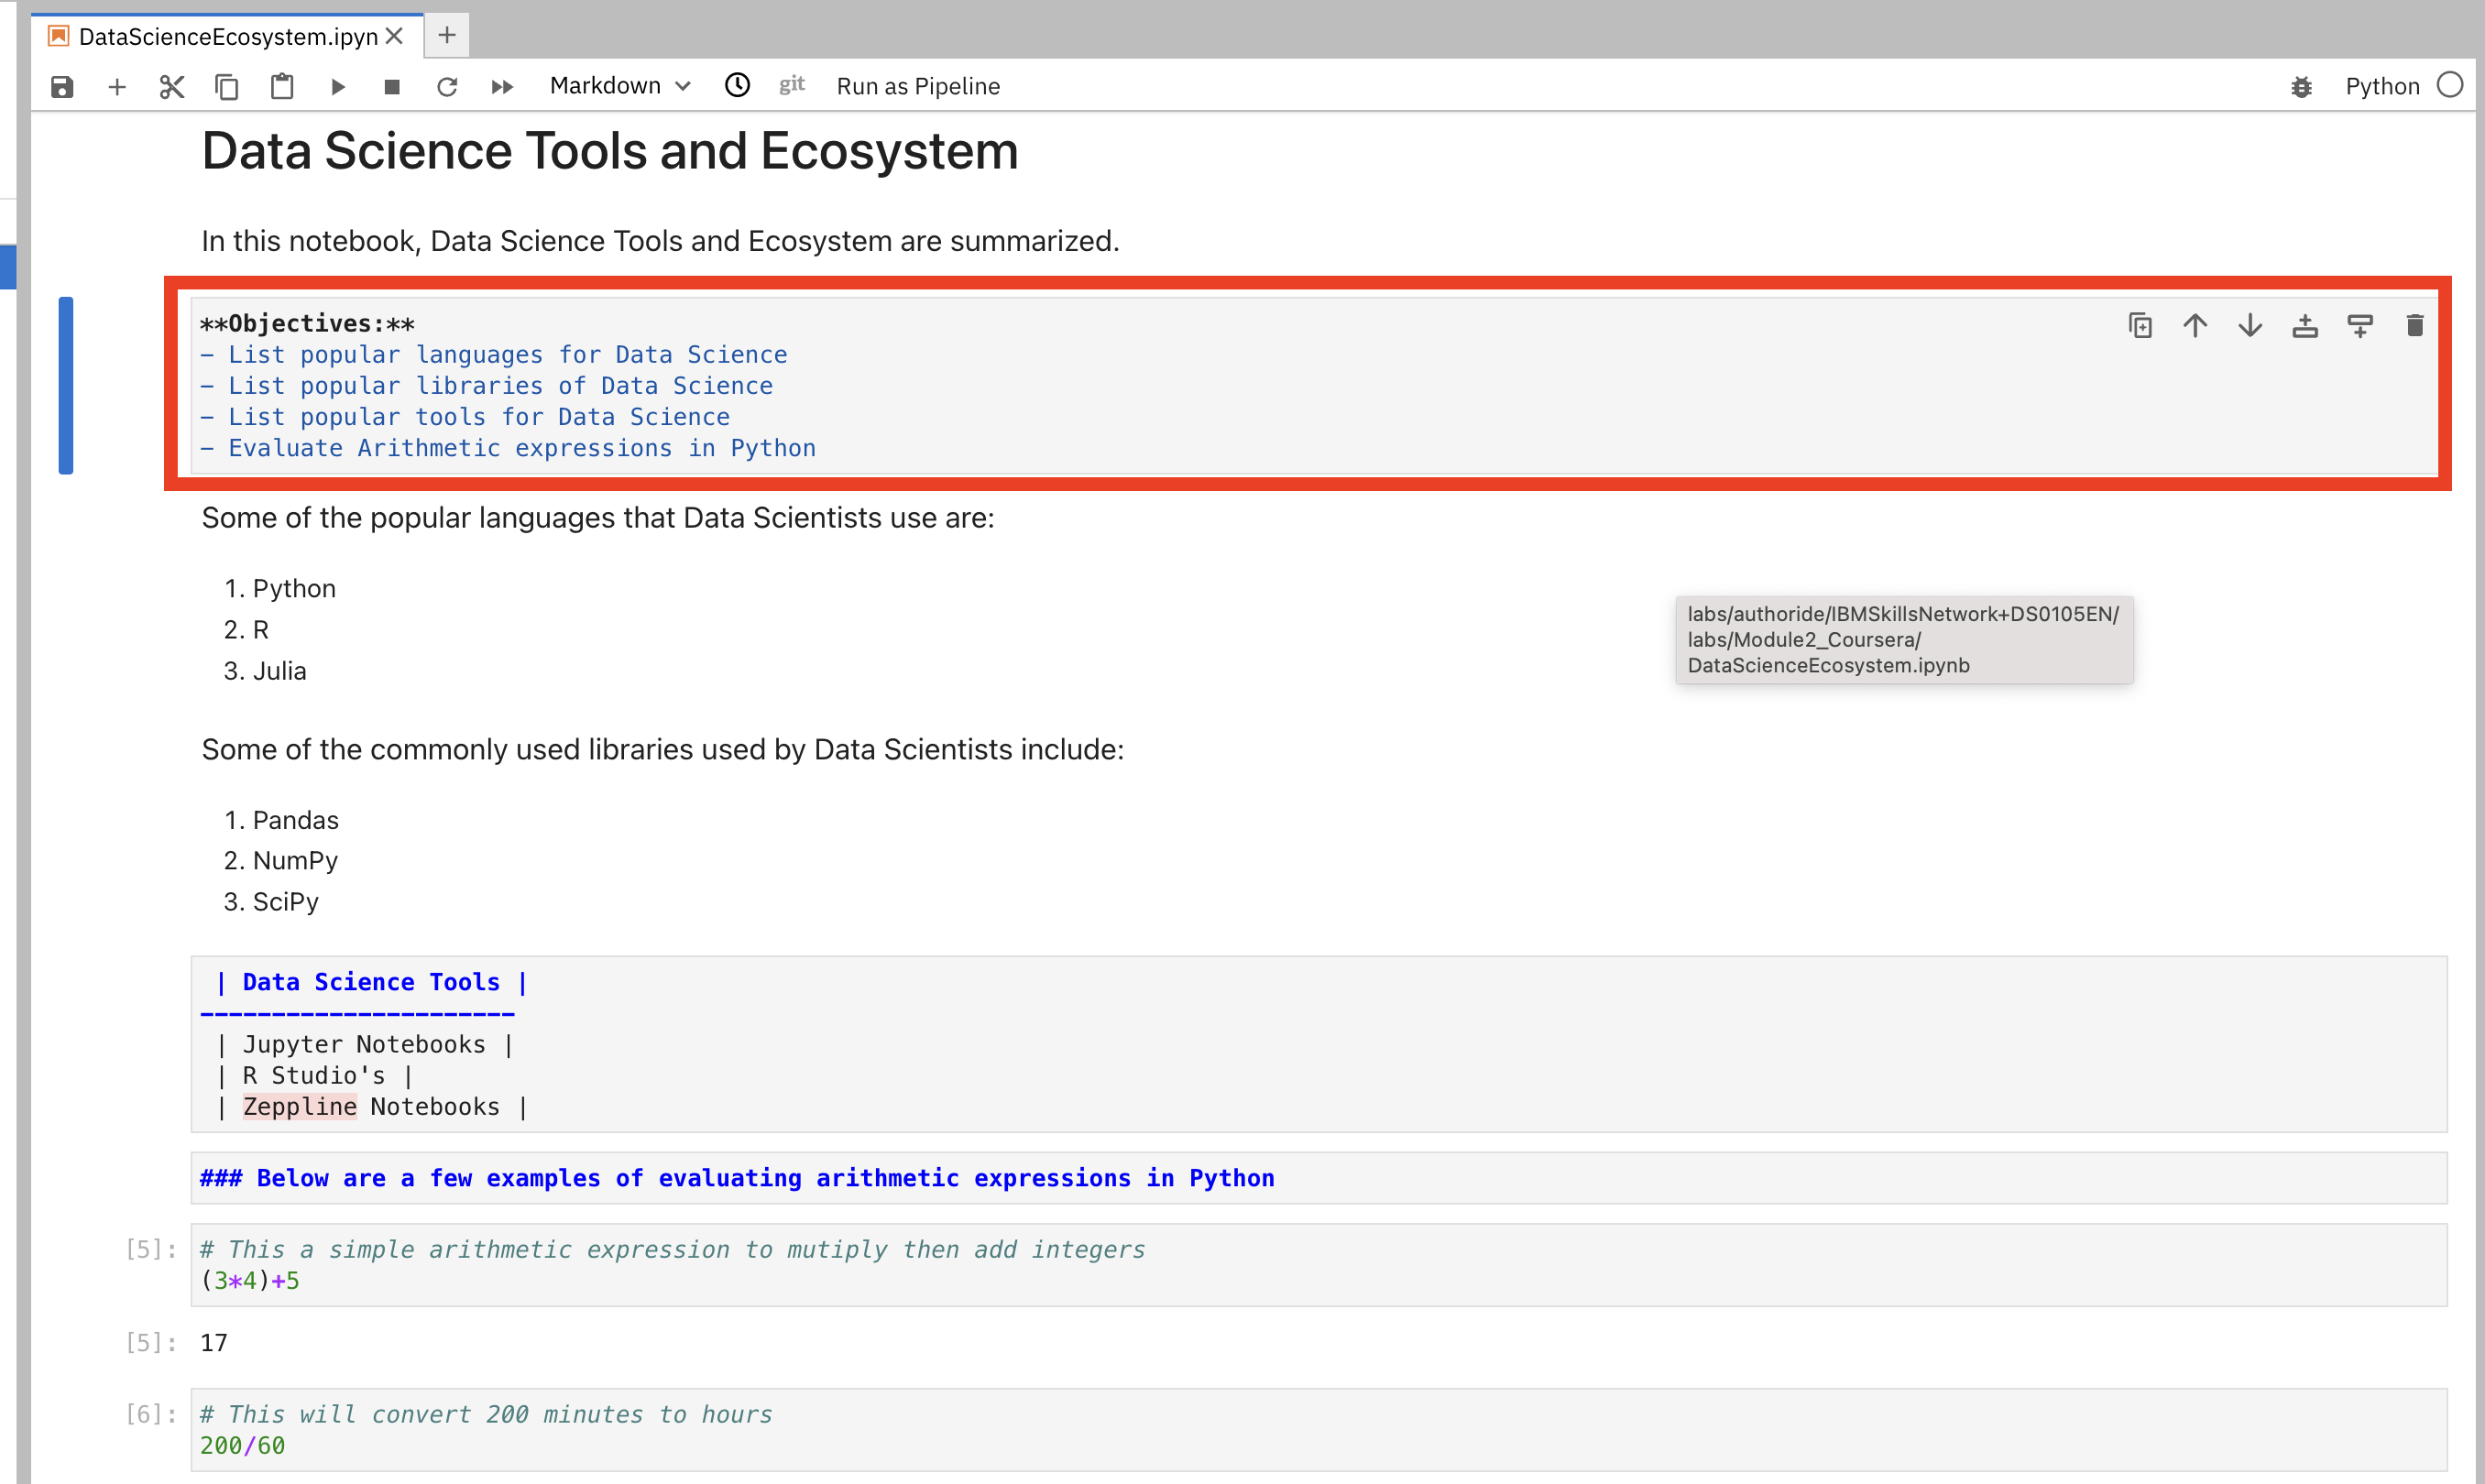 DataScienceEcosystem.ipyn
Markdown git Run as Pipeline Python
Data Science Tools and Ecosystem
In this notebook, Data Science Tools and Ecosystem are summarized.
**Objectives:**
- List popular languages for Data Science
- List popular libraries of Data Science
- List popular tools for Data Science
- Evaluate Arithmetic expressions in Python
Some of the popular languages that Data Scientists use are:
1. Python
2. R
3. Julia
labs/authoride/IBMSkillsNetwork+DS0105EN/
labs/Module2_Coursera/
DataScienceEcosystem.ipynb
Some of the commonly used libraries used by Data Scientists include:
1. Pandas
2. NumPy
3. SciPy
| Data Science Tools |
----------------------
| Jupyter Notebooks |
| R Studio's |
| Zeppline Notebooks |
### Below are a few examples of evaluating arithmetic expressions in Python
[5]: # This a simple arithmetic expression to mutiply then add integers
(3*4)+5
[5]: 17
[6]: # This will convert 200 minutes to hours
200/60